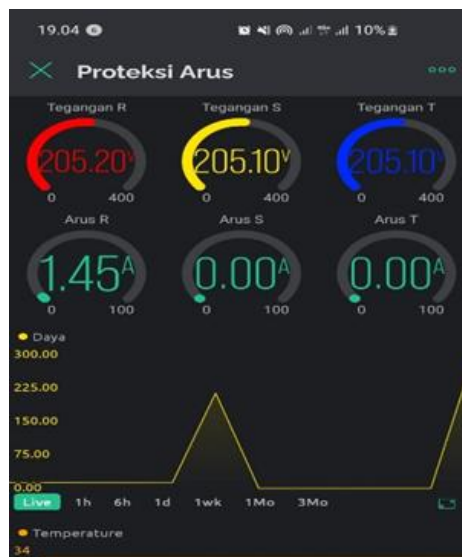 19.04 6 10%
Proteksi Arus
Tegangan R Tegangan S Tegangan T
205.20V 205.10V 205.10V
0 400 0 400 0 400
Arus R Arus S Arus T
1.45A 0.00A 0.00A
0 100 0 100 0 100
Daya
300.00
225.00
150.00
75.00
0.00
Live 1h 6h 1d 1wk 1Mo 3Mo
Temperature
34